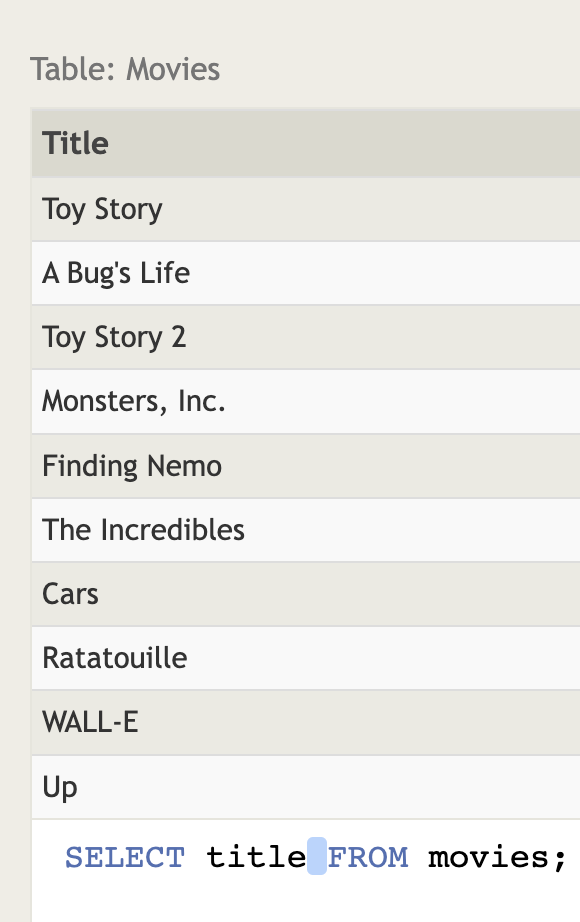 Table: Movies
Title
Toy Story
A Bug's Life
Toy Story 2
Monsters, Inc.
Finding Nemo
The Incredibles
Cars
Ratatouille
WALL-E
Up
SELECT title FROM movies;